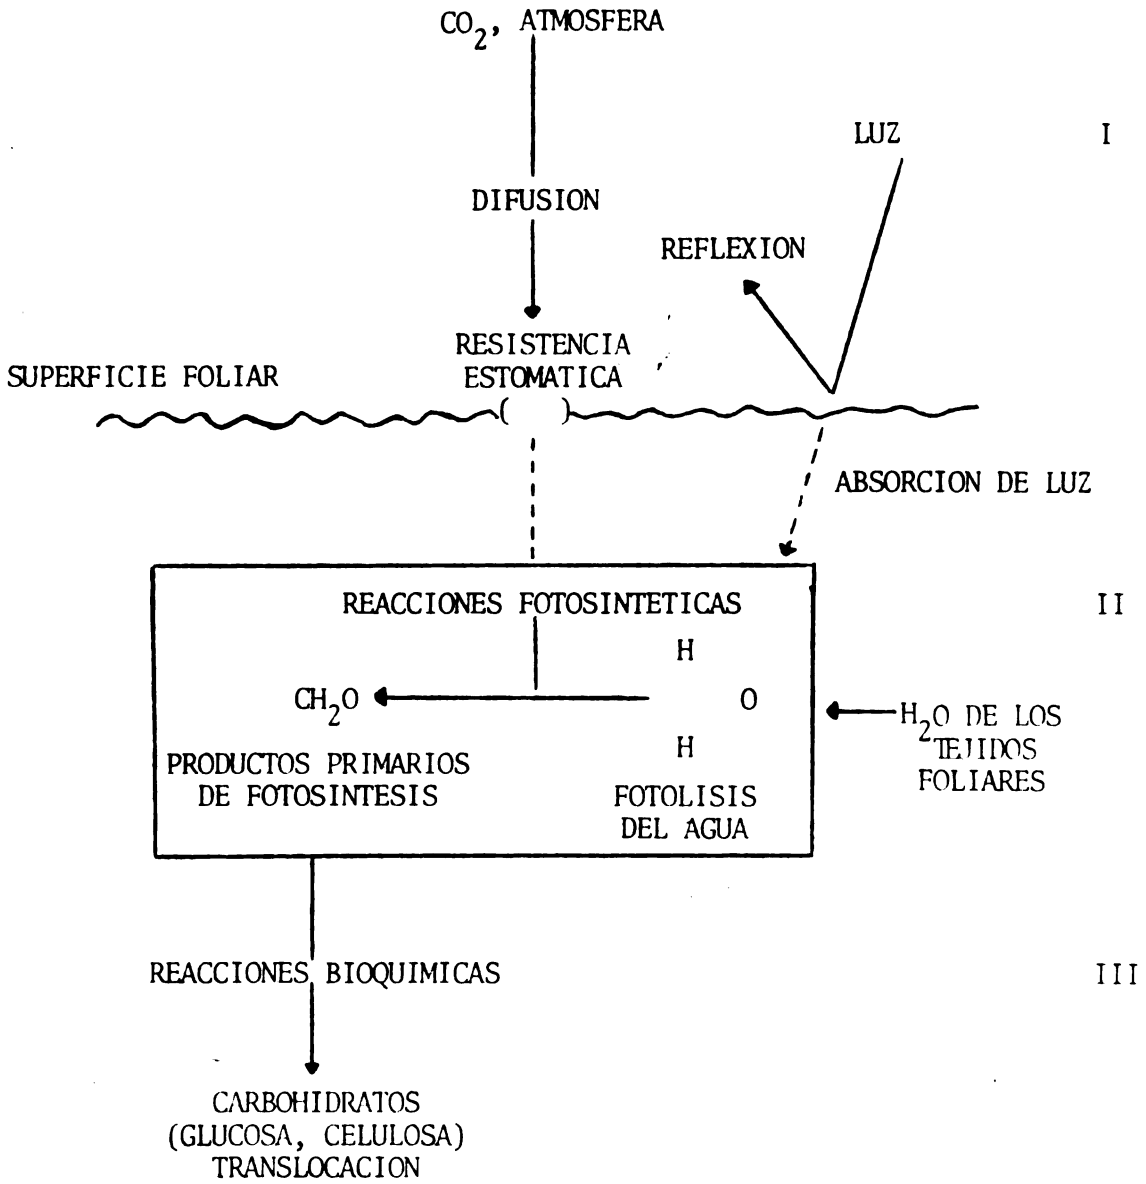 CO2, ATMOSFERA
LUZ
I
DIFUSION
REFLEXION
RESISTENCIA
ESTOMATICA
SUPERFICIE FOLIAR
( )
ABSORCION DE LUZ
REACCIONES FOTOSINTETICAS
II
H
CH2O
O
H
H2O DE LOS
TEJIDOS
FOLIARES
PRODUCTOS PRIMARIOS
DE FOTOSINTESIS
FOTOLISIS
DEL AGUA
REACCIONES BIOQUIMICAS
III
CARBOHIDRATOS
(GLUCOSA, CELULOSA)
TRANSLOCACION